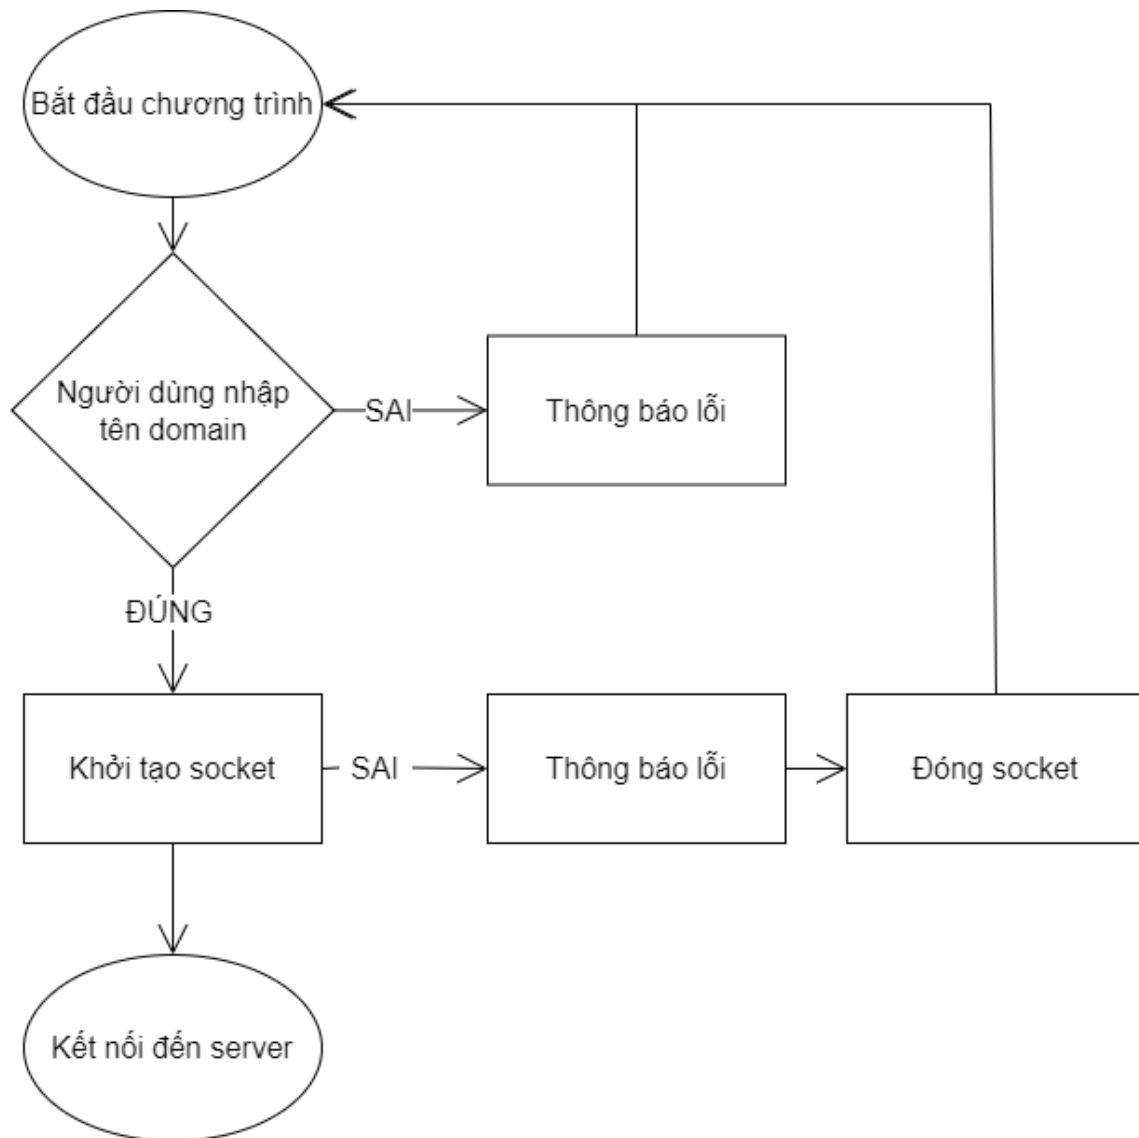 Bắt đầu chương trình
Người dùng nhập
tên domain
SAI
Thông báo lỗi
ĐÚNG
Khởi tạo socket
SAI
Thông báo lỗi
Đóng socket
Kết nối đến server